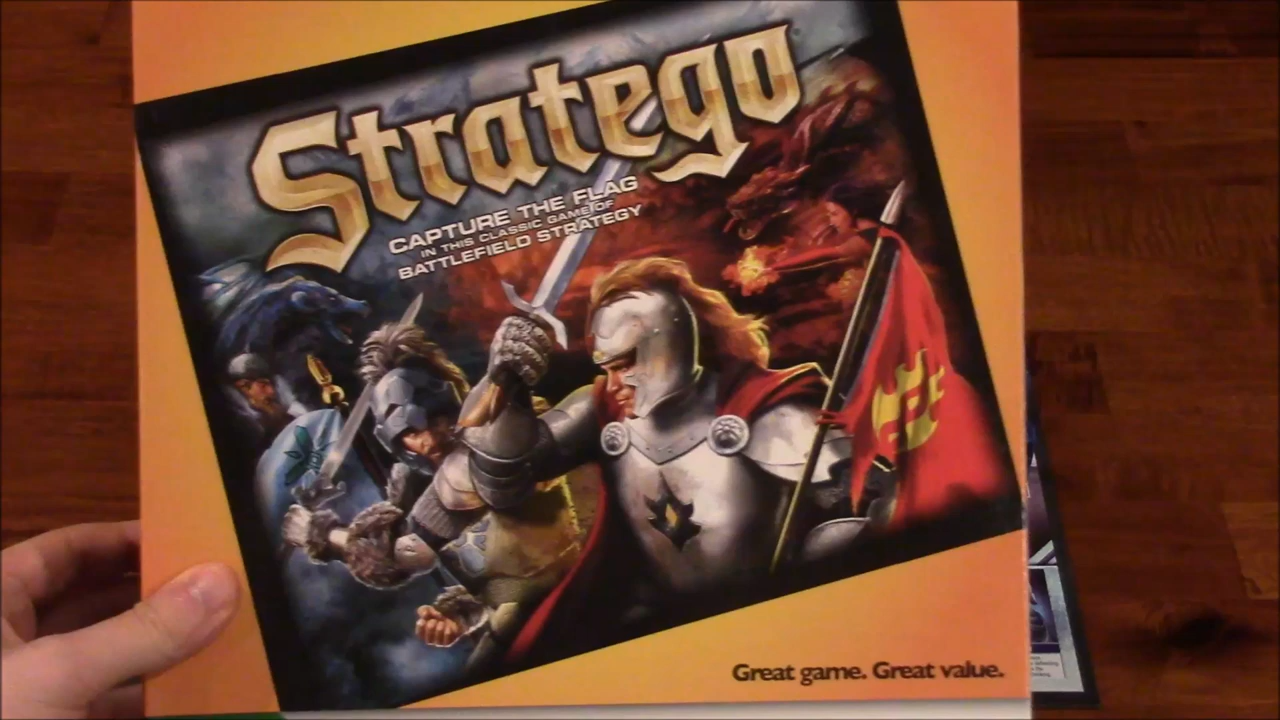 Stratego
CAPTURE THE FLAG
IN THIS CLASSIC GAME OF
BATTLEFIELD STRATEGY
Great game. Great value.